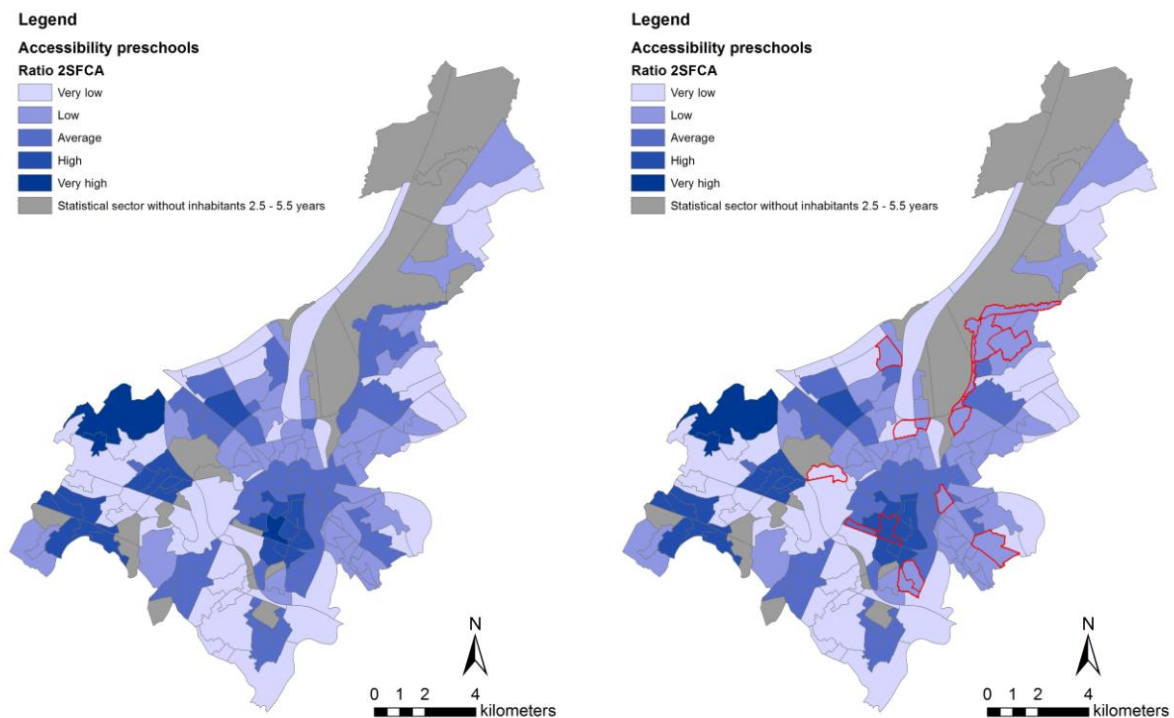 Legend
Accessibility preschools
Ratio 2SFCA
Very low
Low
Average
High
Very high
Statistical sector without inhabitants 2.5 - 5.5 years
N
0 1 2 4
kilometers
Legend
Accessibility preschools
Ratio 2SFCA
Very low
Low
Average
High
Very high
Statistical sector without inhabitants 2.5 - 5.5 years
N
0 1 2 4
kilometers